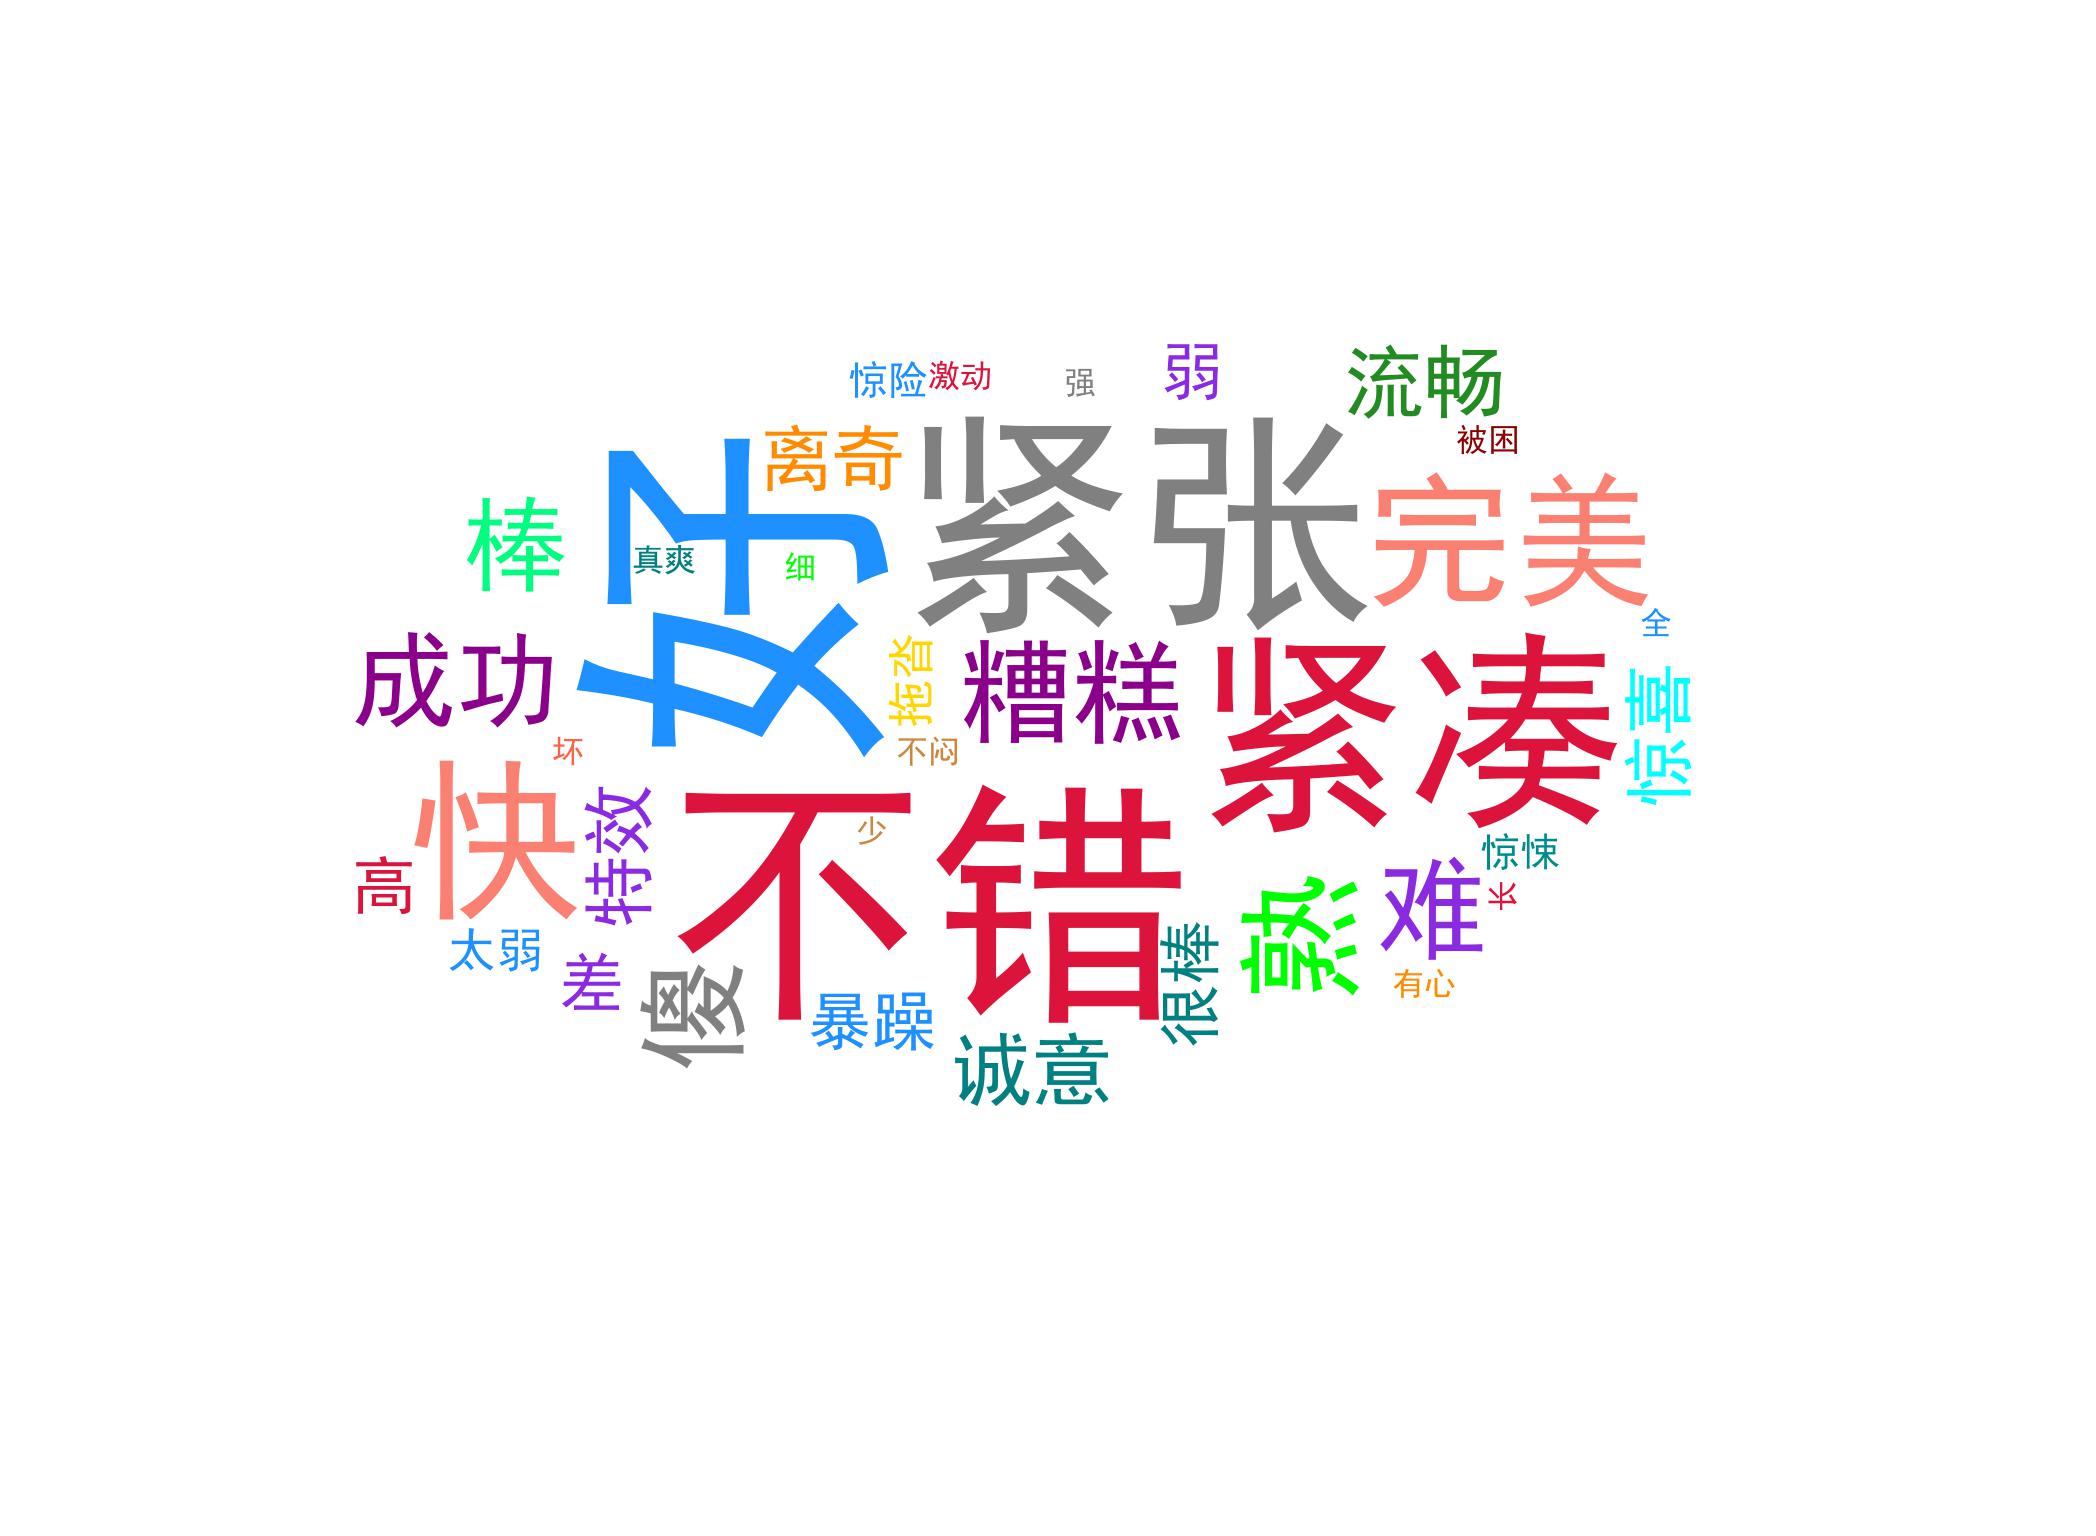 惊险
激动
强
弱
流畅
离奇
紧张
被困
棒
好
真爽
细
完美
全
成功
拖沓
糟糕
紧凑
惊喜
坏
不闷
快
特效
不错
少
高
惊悚
难
长
熟
太弱
差
傻
暴躁
很棒
有心
诚意